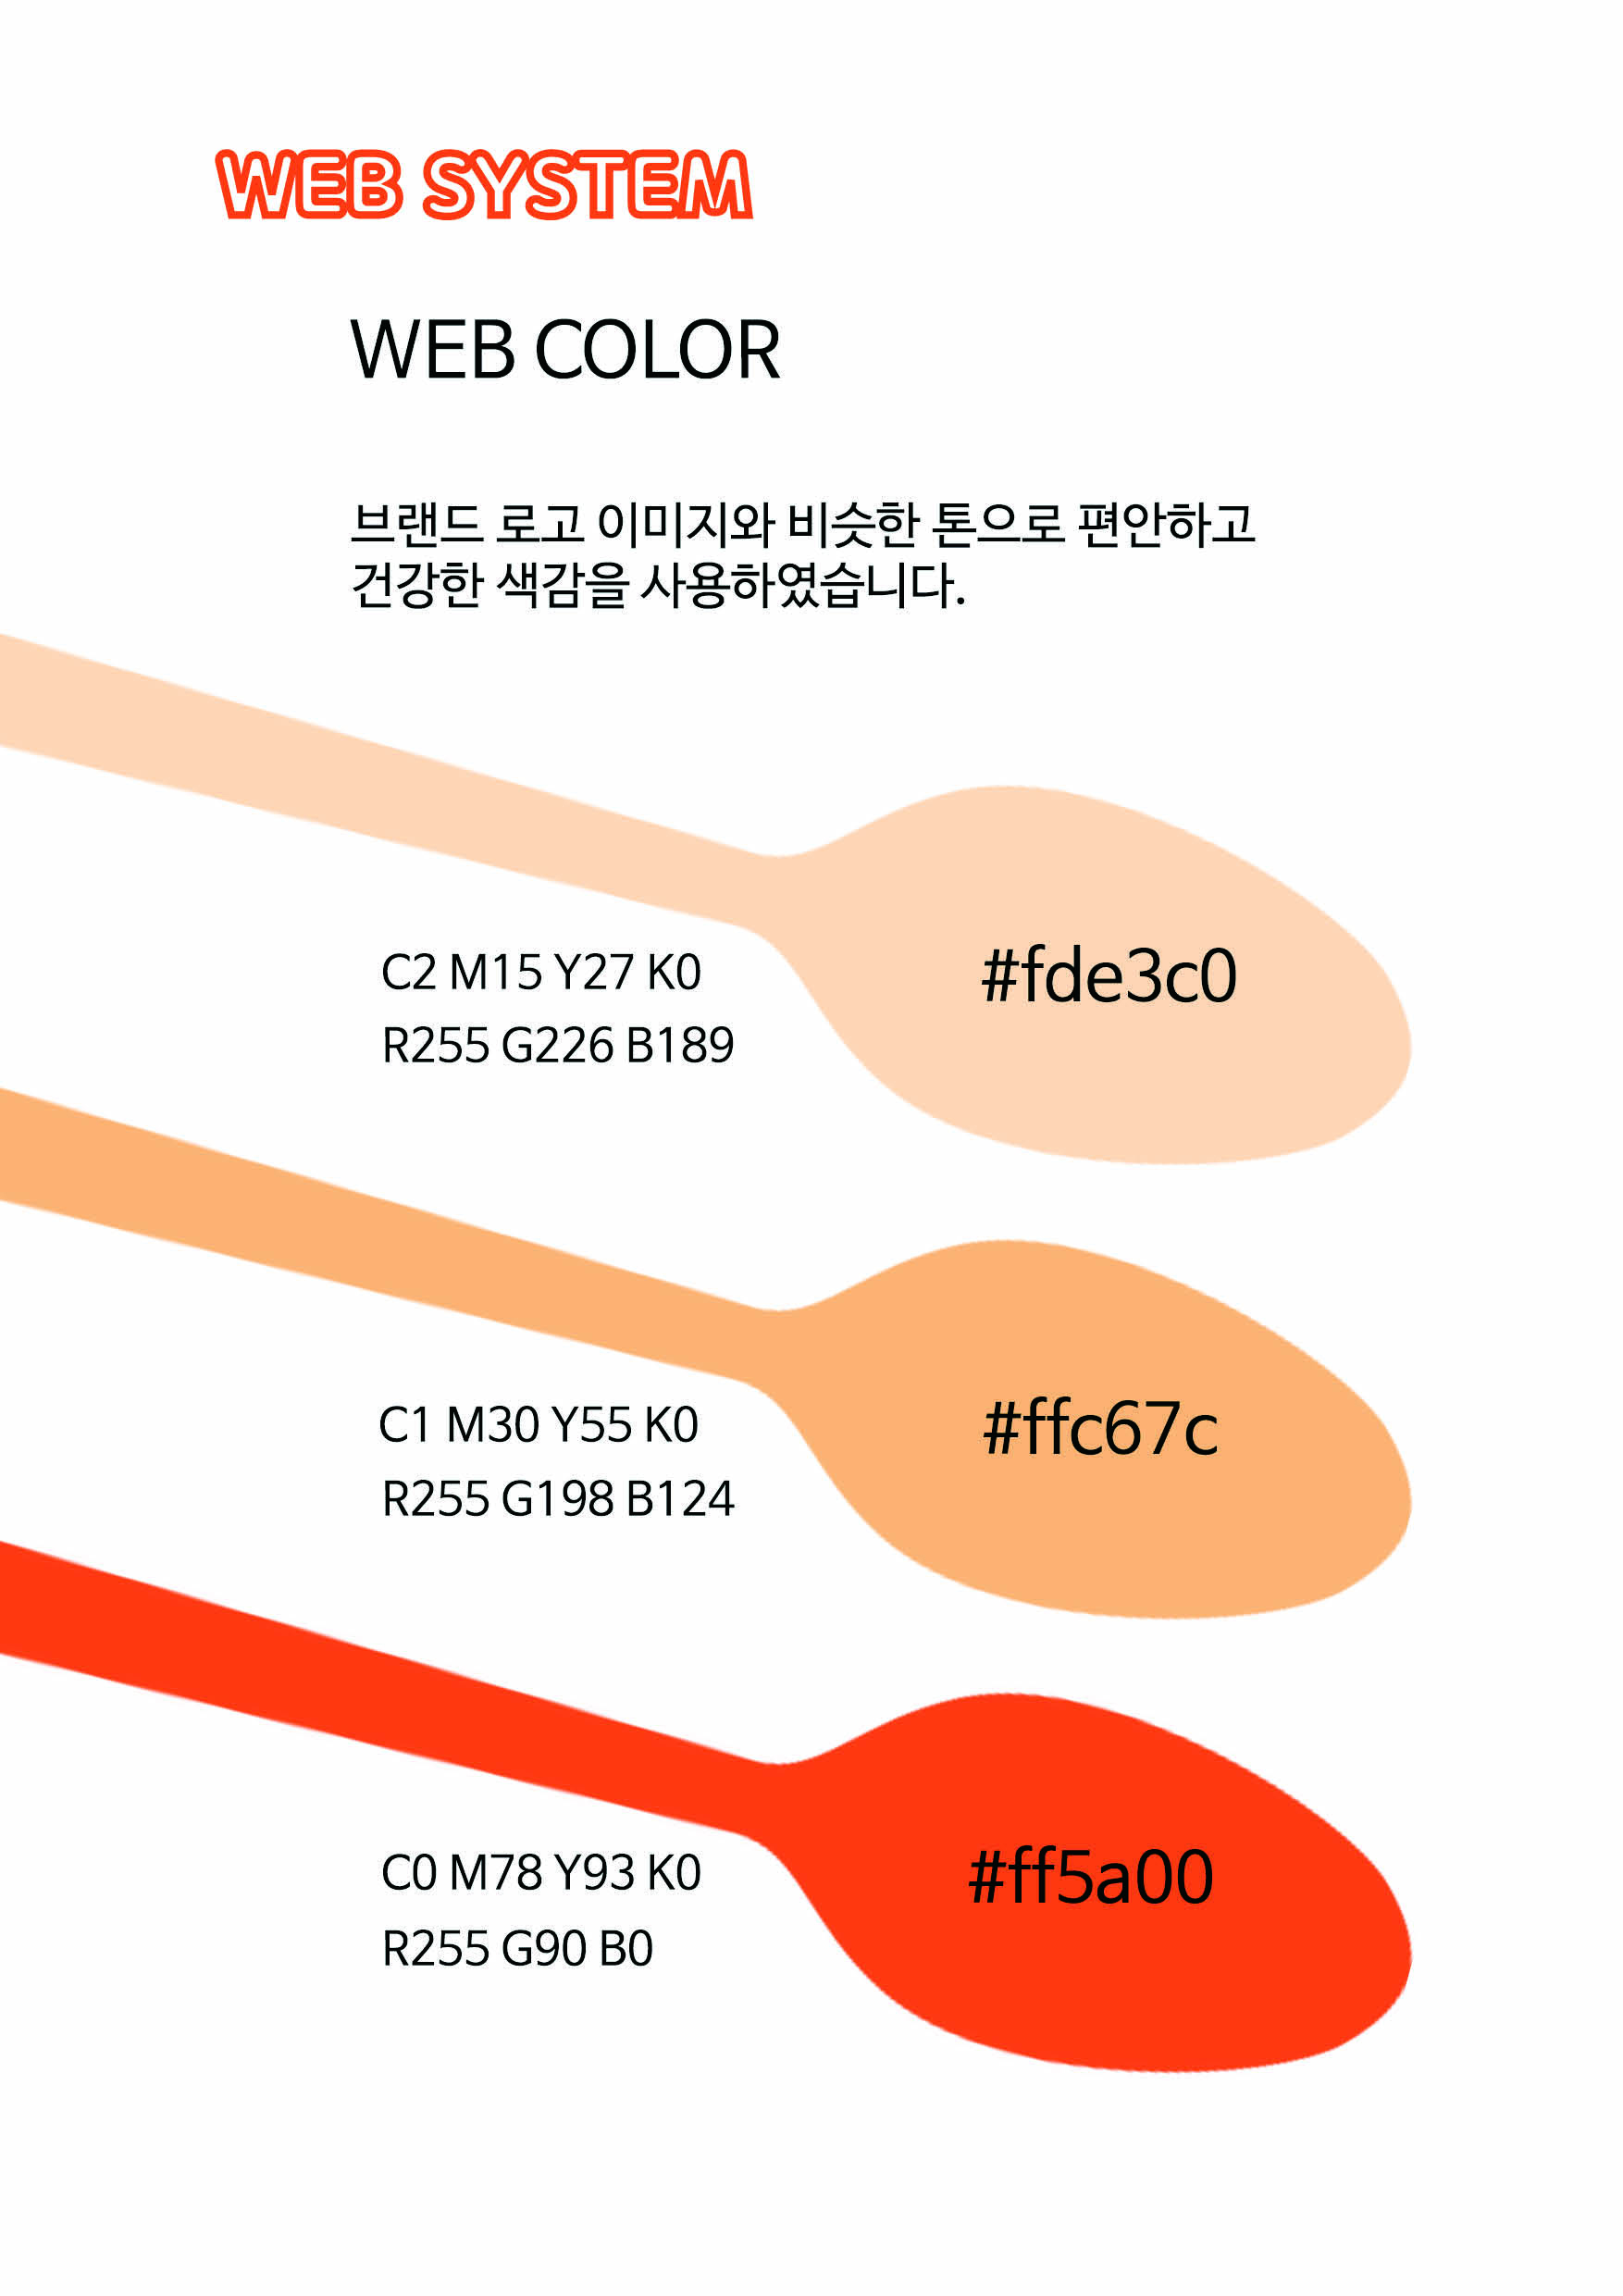 WEB SYSTEM
WEB COLOR
브랜드 로고 이미지와 비슷한 톤으로 편안하고
건강한 색감을 사용하였습니다.
C2 M15 Y27 K0
R255 G226 B189
#fde3c0
C1 M30 Y55 K0
R255 G198 B124
#ffc67c
C0 M78 Y93 K0
R255 G90 B0
#ff5a00